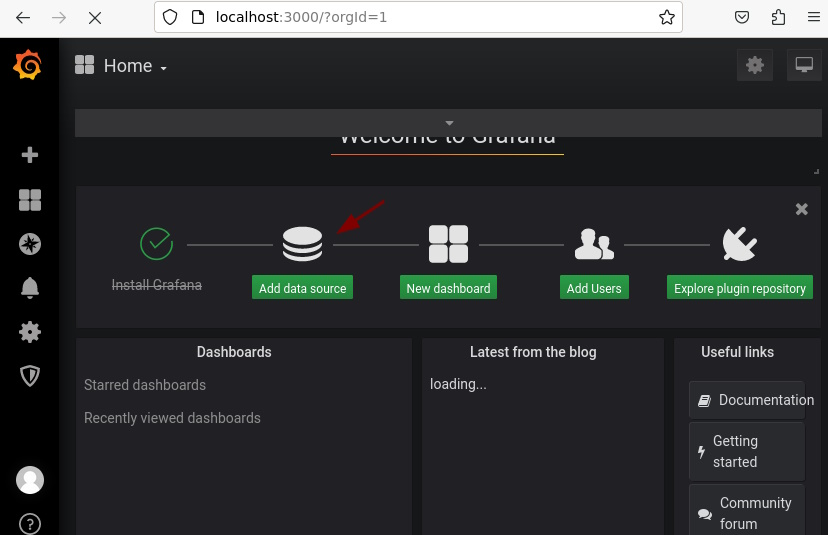 localhost:3000/?orgId=1
Home
Welcome to Grafana
Install Grafana
Add data source
New dashboard
Add Users
Explore plugin repository
Dashboards
Starred dashboards
Recently viewed dashboards
Latest from the blog
loading...
Useful links
Documentation
Getting
started
Community
forum